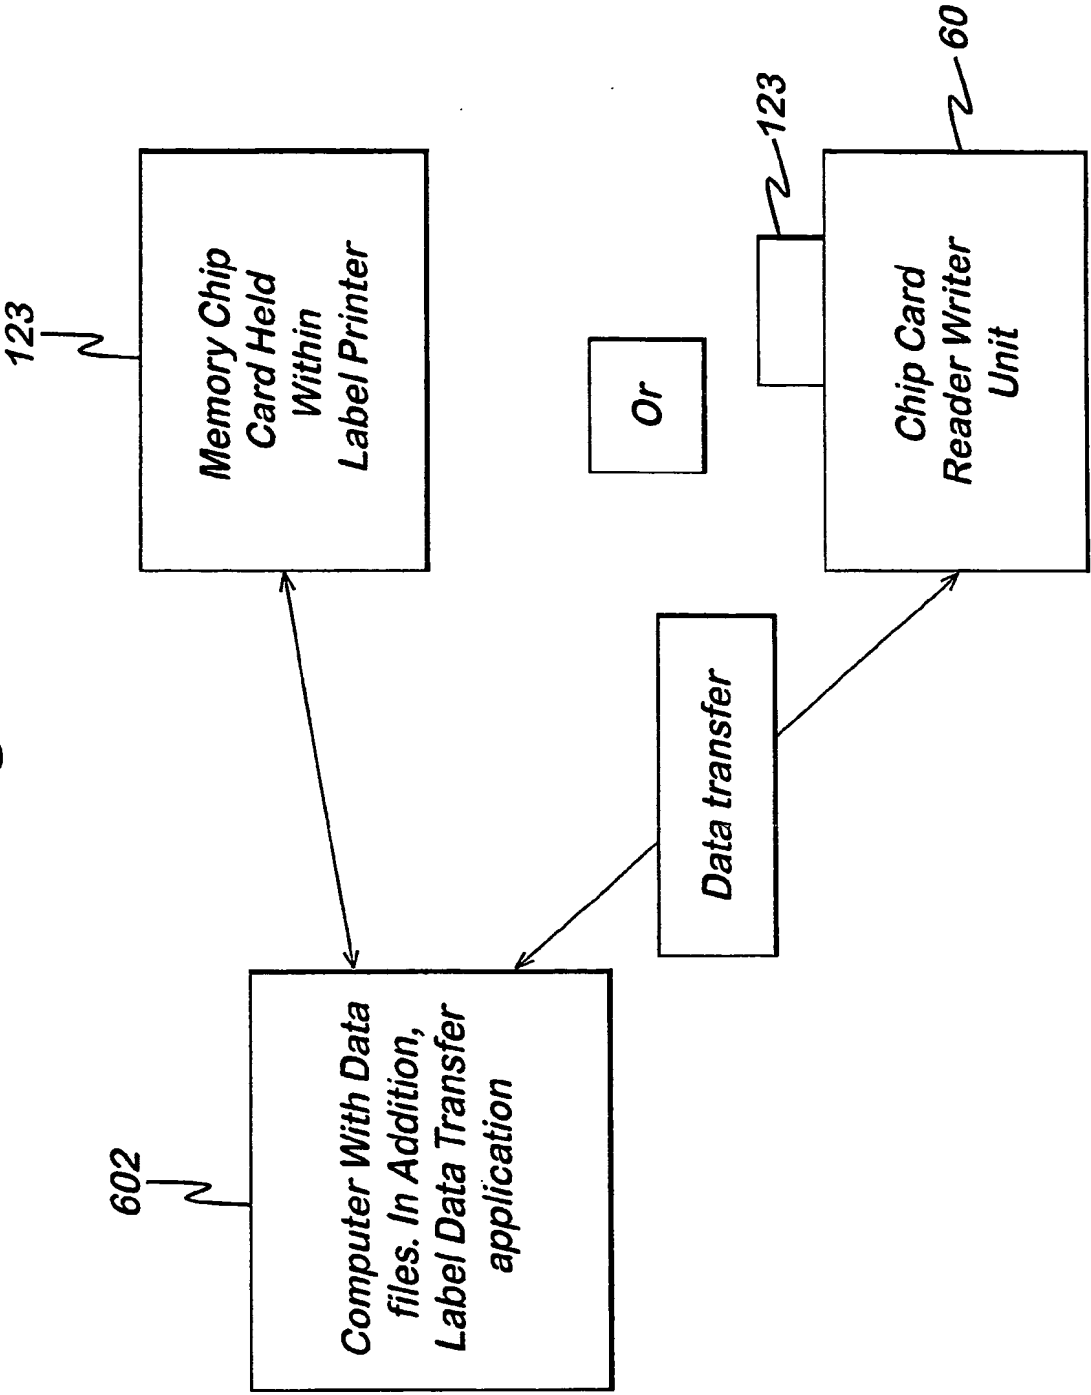 123
Memory Chip
Card Held
Within
Label Printer
602
Computer With Data
files. In Addition,
Label Data Transfer
application
Or
Data transfer
123
Chip Card
Reader Writer
Unit
60